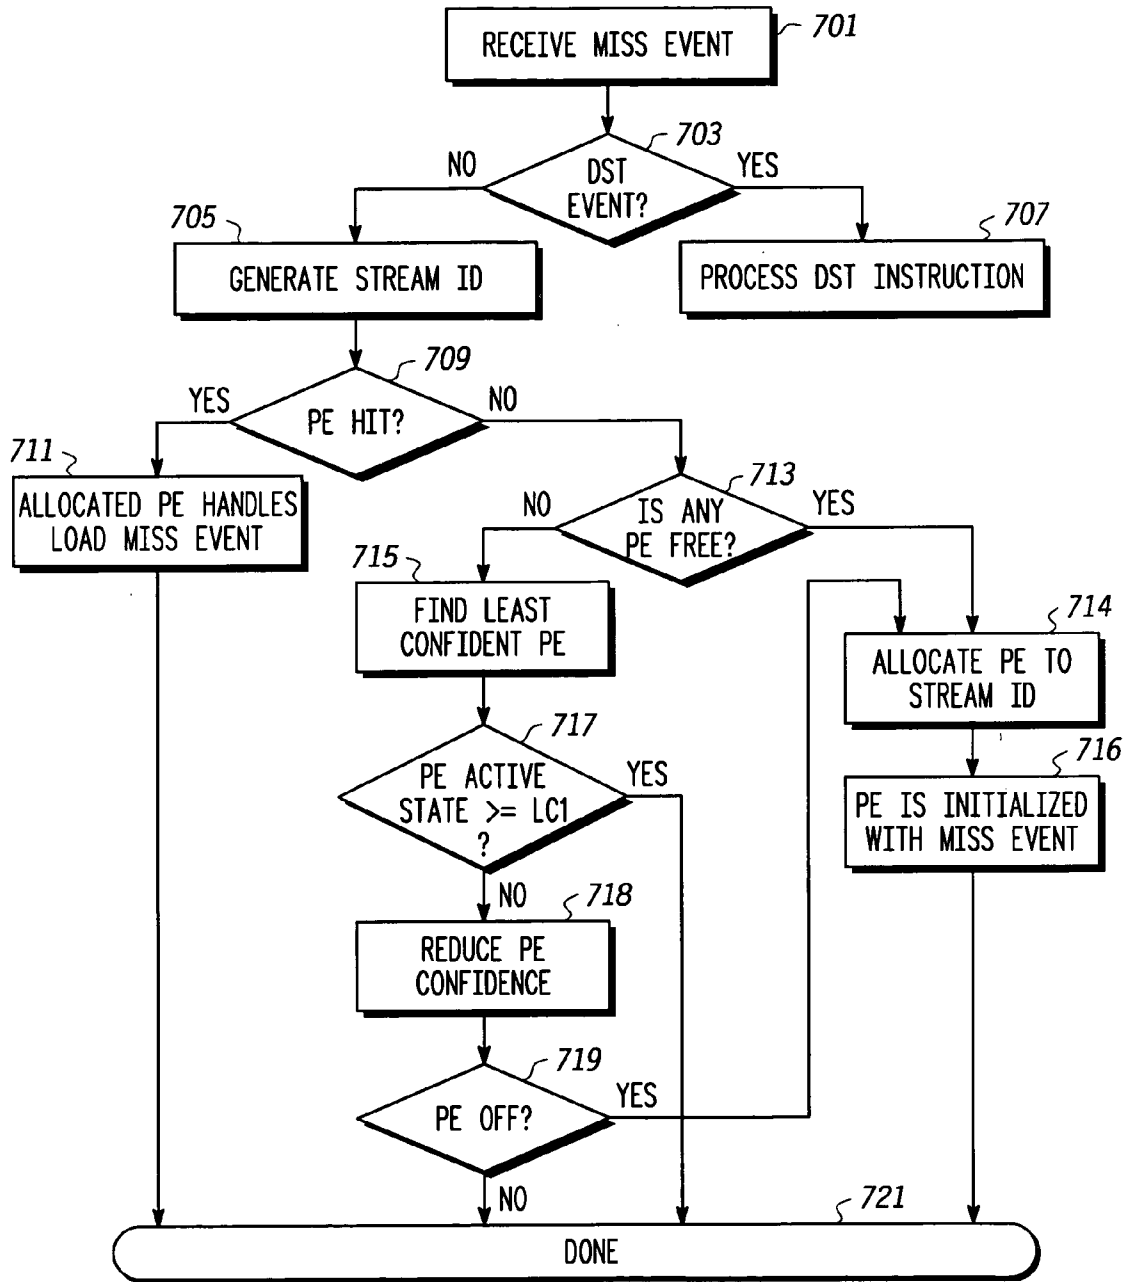 RECEIVE MISS EVENT
701
703
NO
DST
EVENT?
YES
705
GENERATE STREAM ID
707
PROCESS DST INSTRUCTION
709
YES
PE HIT?
NO
711
ALLOCATED PE HANDLES
LOAD MISS EVENT
713
NO
IS ANY
PE FREE?
YES
715
FIND LEAST
CONFIDENT PE
714
ALLOCATE PE TO
STREAM ID
717
PE ACTIVE
STATE >= LC1
?
YES
NO
716
PE IS INITIALIZED
WITH MISS EVENT
718
REDUCE PE
CONFIDENCE
719
PE OFF?
YES
NO
721
DONE